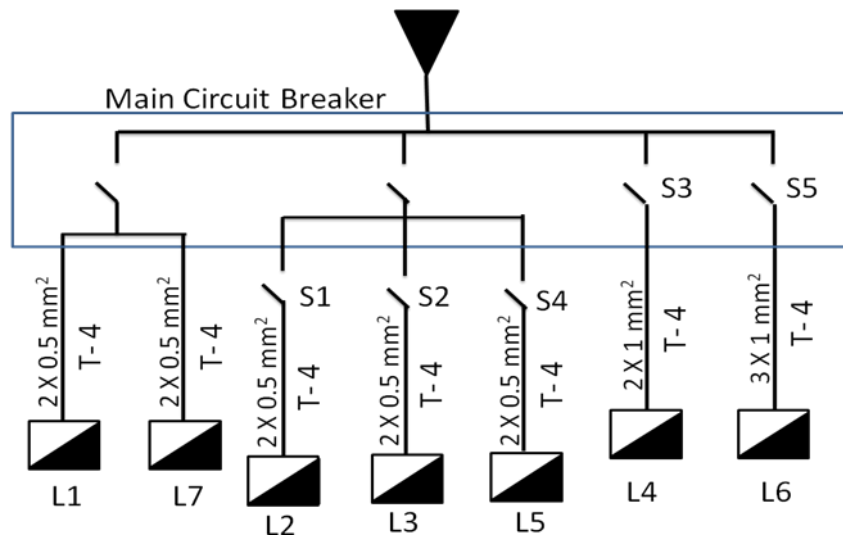 Main Circuit Breaker
S3
S5
S1
S2
S4
2 X 0.5 mm²
T- 4
2 X 0.5 mm²
T- 4
2 X 0.5 mm²
T- 4
2 X 0.5 mm²
T- 4
2 X 0.5 mm²
T- 4
2 X 1 mm²
T- 4
3 X 1 mm²
T- 4
L1
L7
L2
L3
L5
L4
L6